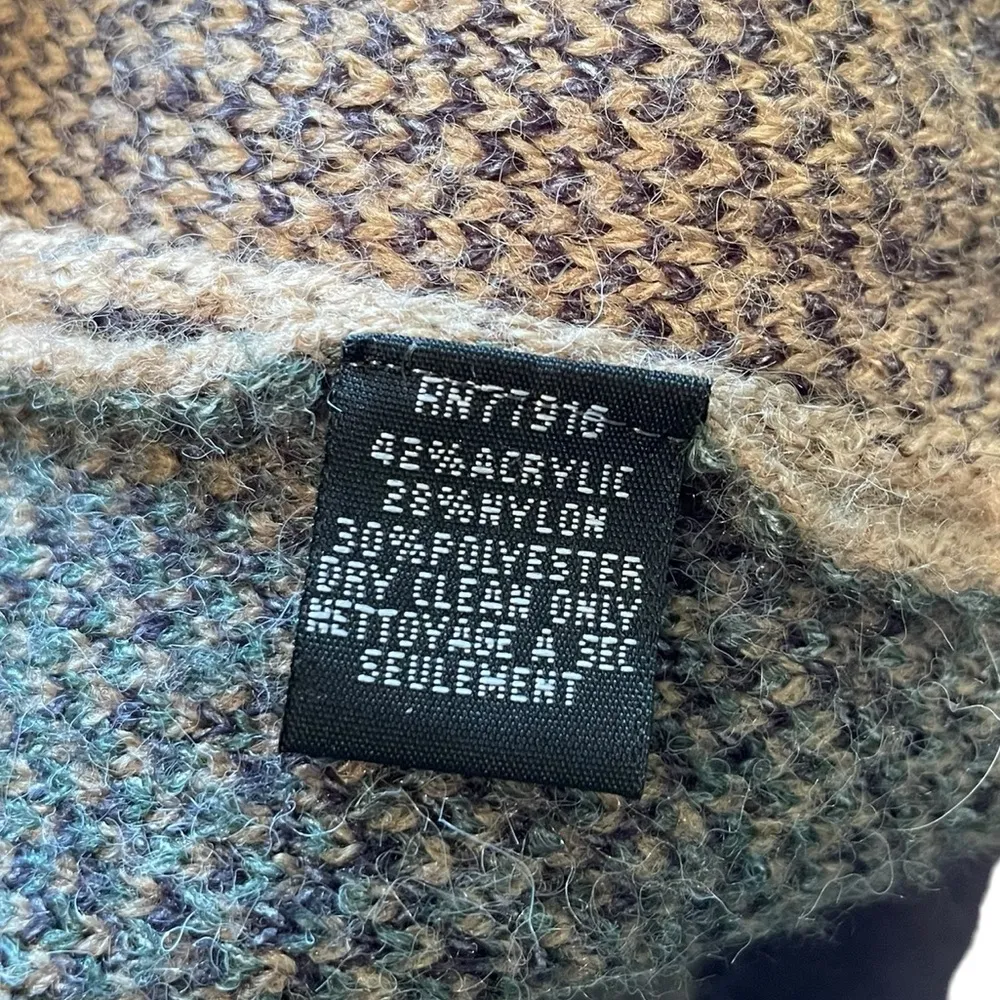 RN77916
42%ACRYLIC
28%NYLON
30%POLYESTER
DRY CLEAN ONLY
NETTOYAGE A SEC
SEULEMENT